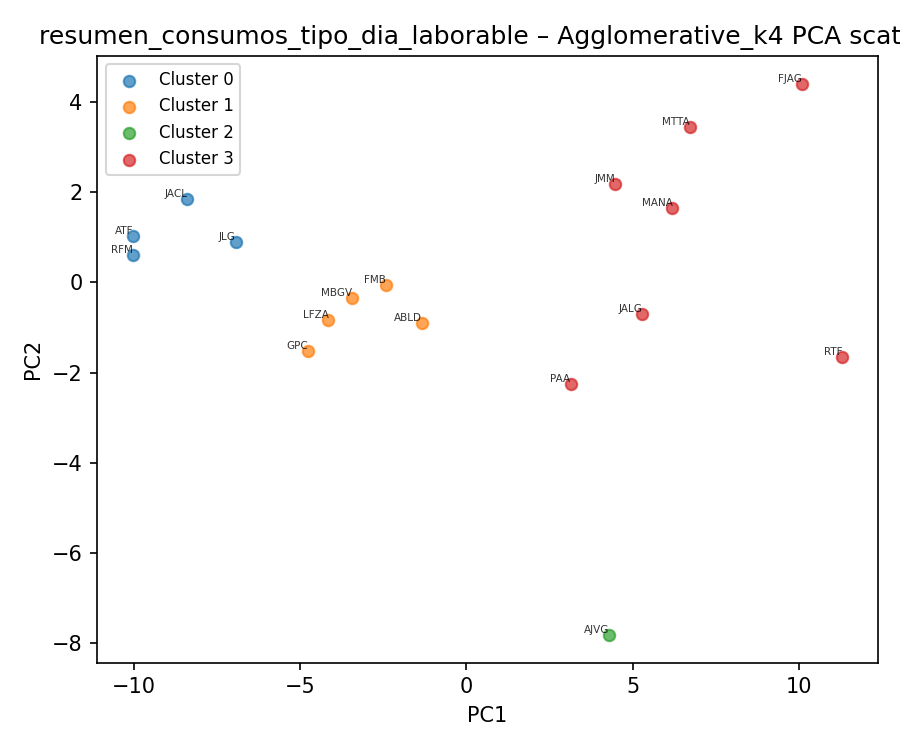 resumen_consumos_tipo_dia_laborable – Agglomerative_k4 PCA scat
Cluster 0
Cluster 1
Cluster 2
Cluster 3
FJAG
MTTA
JMM
MANA
JACL
ATF
RFM
JLG
FMB
MBGV
LFZA
ABLD
GPC
JALG
RTF
PAA
AJVG
4
2
0
−2
−4
−6
−8
PC2
−10
−5
0
5
10
PC1